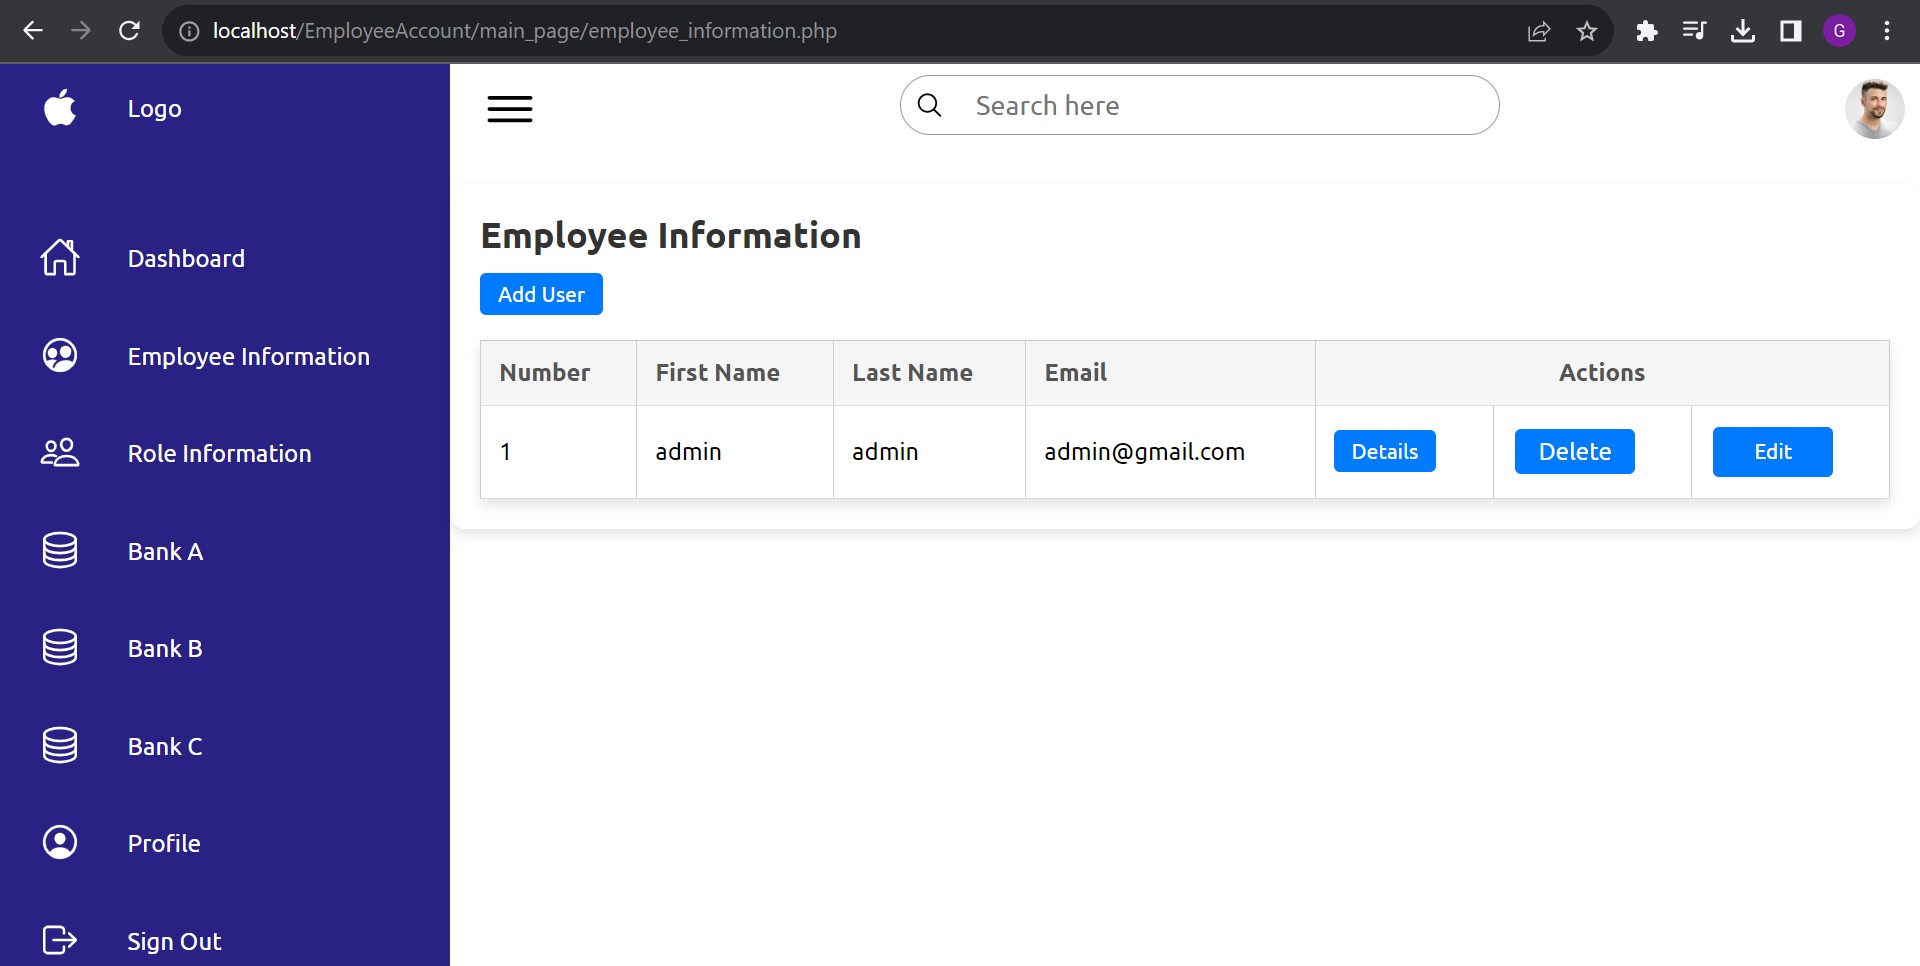 localhost/EmployeeAccount/main_page/employee_information.php
G
Logo
Search here
Dashboard
Employee Information
Role Information
Bank A
Bank B
Bank C
Profile
Sign Out
Employee Information
Add User
Number First Name Last Name Email Actions
1 admin admin admin@gmail.com Details Delete Edit